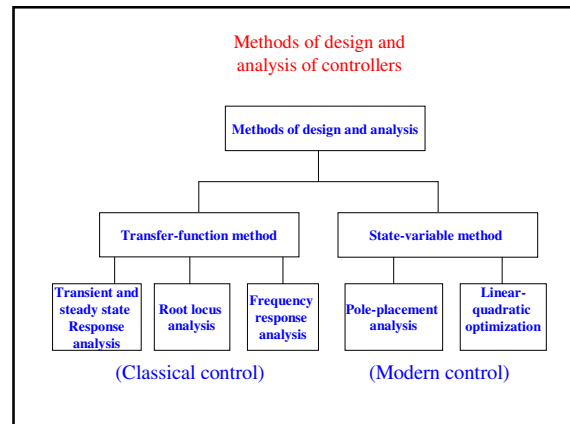 Methods of design and
analysis of controllers
Methods of design and analysis
Transfer-function method
State-variable method
Transient and
steady state
Response
analysis
Root locus
analysis
Frequency
response
analysis
Pole-placement
analysis
Linear-
quadratic
optimization
(Classical control)
(Modern control)